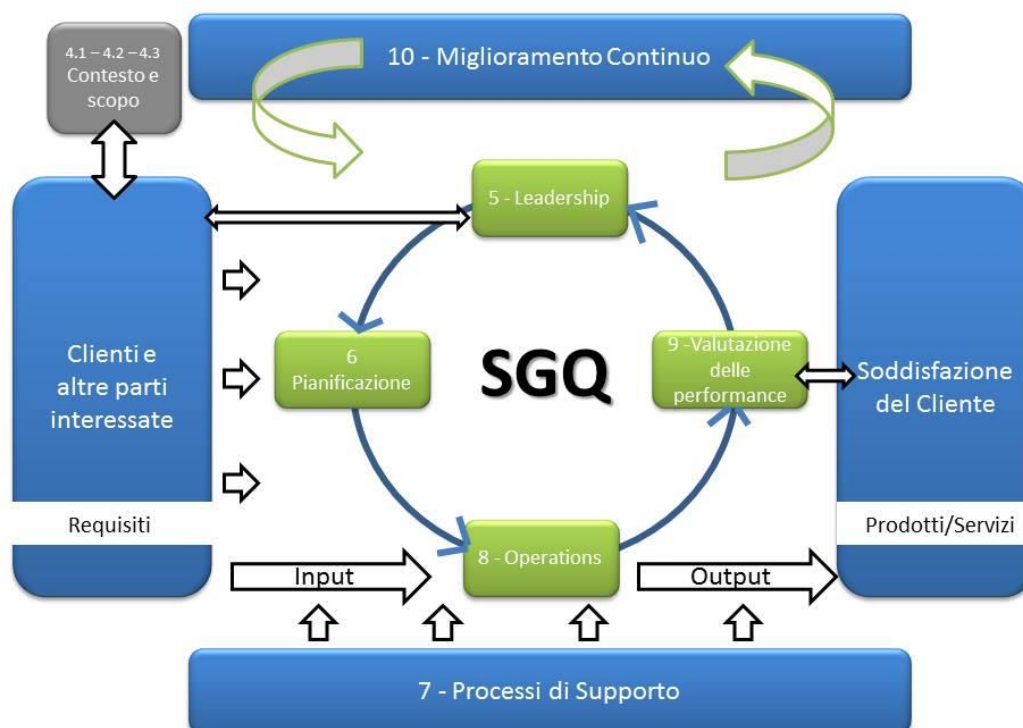 4.1 – 4.2 – 4.3
Contesto e
scopo
10 - Miglioramento Continuo
5 - Leadership
Clienti e
altre parti
interessate
6
Pianificazione
SGQ
9 -Valutazione
delle
performance
Soddisfazione
del Cliente
Requisiti
Prodotti/Servizi
Input
8 - Operations
Output
7 - Processi di Supporto